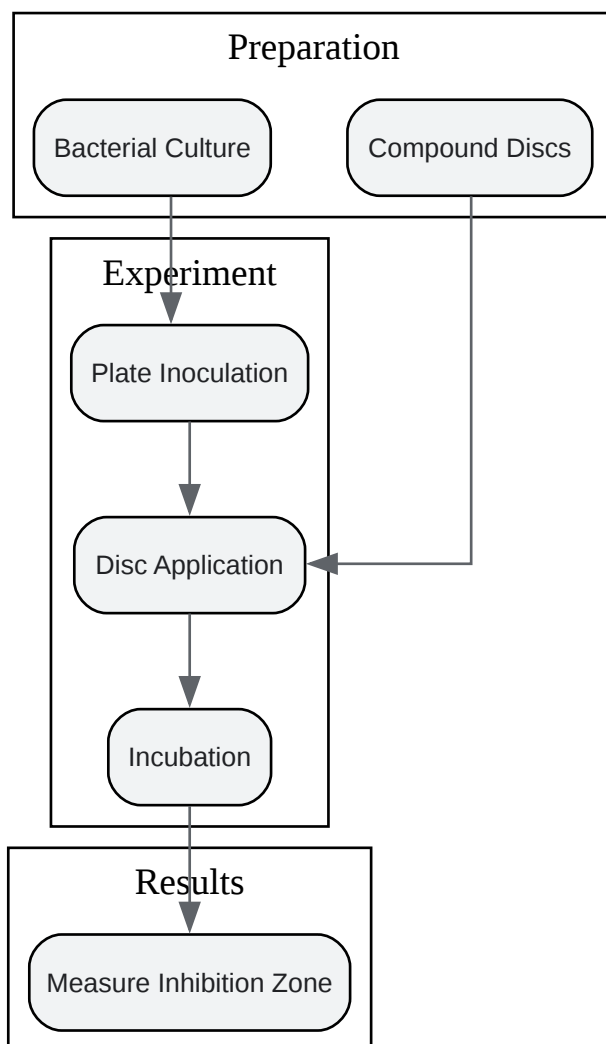 Preparation
Bacterial Culture
Compound Discs
Experiment
Plate Inoculation
Disc Application
Incubation
Results
Measure Inhibition Zone